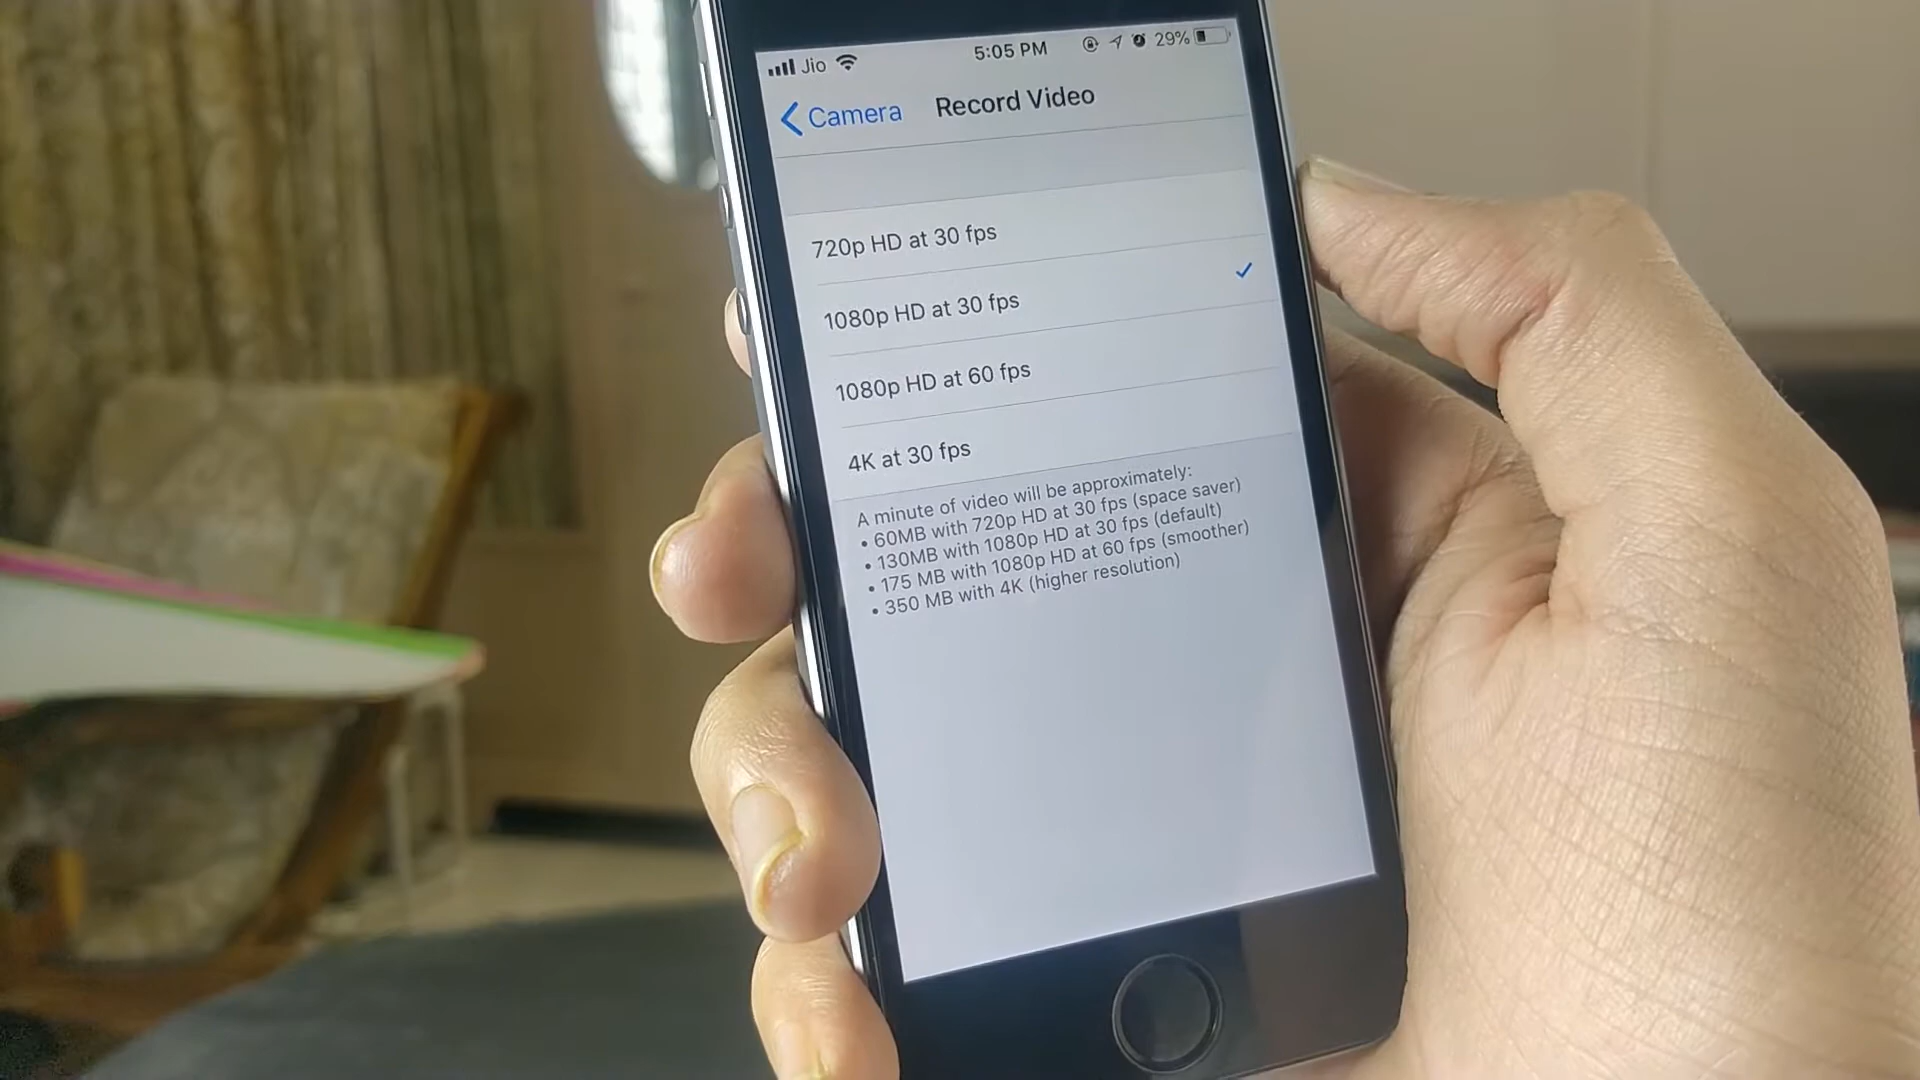 Jio 5:05 PM 29%
Camera Record Video
720p HD at 30 fps
1080p HD at 30 fps
1080p HD at 60 fps
4K at 30 fps
A minute of video will be approximately:
• 60MB with 720p HD at 30 fps (space saver)
• 130MB with 1080p HD at 30 fps (default)
• 175 MB with 1080p HD at 60 fps (smoother)
• 350 MB with 4K (higher resolution)